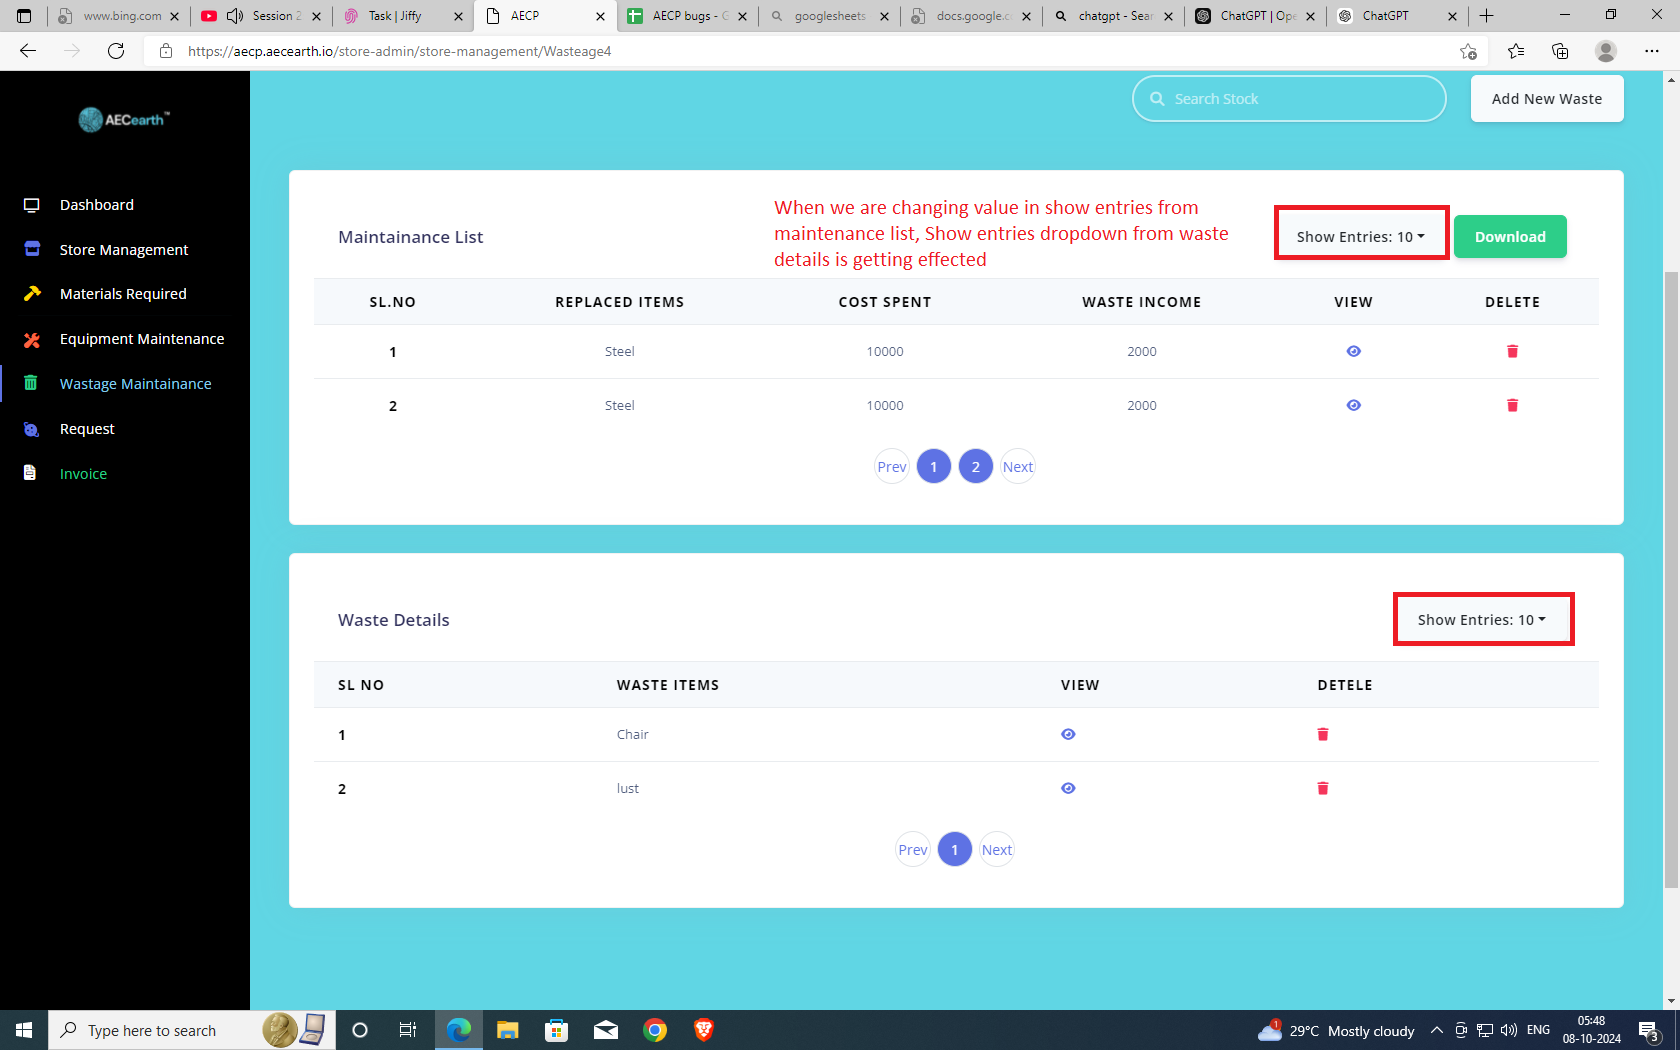 www.bing.com
Session 2
Task | Jiffy
AECP
AECP bugs - G
googlesheets
docs.google.c
chatgpt - Sear
ChatGPT | Ope
ChatGPT
https://aecp.aecearth.io/store-admin/store-management/Wasteage4
AECearth™
Search Stock
Add New Waste
Dashboard
Store Management
Materials Required
Equipment Maintenance
Wastage Maintainance
Request
Invoice
Maintainance List
When we are changing value in show entries from
maintenance list, Show entries dropdown from waste
details is getting effected
Show Entries: 10
Download
SL.NO REPLACED ITEMS COST SPENT WASTE INCOME VIEW DELETE
1 Steel 10000 2000
2 Steel 10000 2000
Prev 1 2 Next
Waste Details
Show Entries: 10
SL NO WASTE ITEMS VIEW DETELE
1 Chair
2 lust
Prev 1 Next
Type here to search
1
29°C Mostly cloudy
ENG
05:48
08-10-2024
3